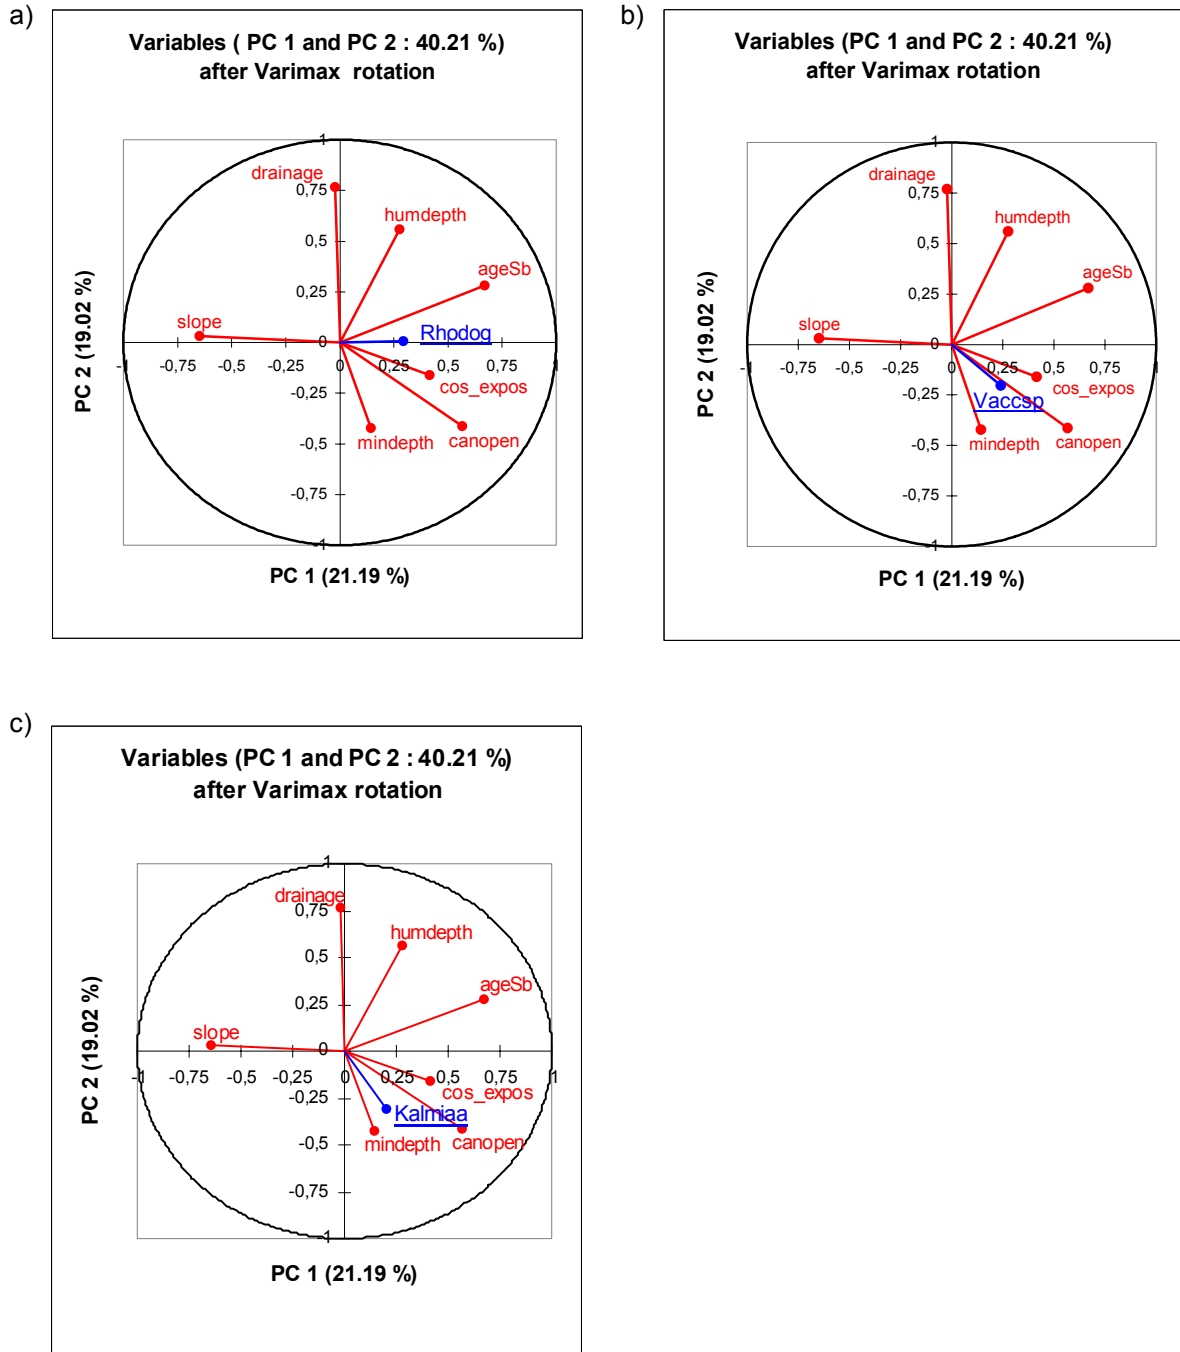 a)
Variables ( PC 1 and PC 2 : 40.21 %)
after Varimax rotation
1
drainage
0,75
humdepth
0,5
ageSb
0,25
slope
Rhodog
0
-1 -0,75 -0,5 -0,25 0 0,25 0,5 0,75 1
cos_expos
-0,25
mindepth
canopen
-0,5
-0,75
-1
PC 2 (19.02 %)
PC 1 (21.19 %)
b)
Variables (PC 1 and PC 2 : 40.21 %)
after Varimax rotation
1
drainage
0,75
humdepth
0,5
ageSb
0,25
slope
0
-1 -0,75 -0,5 -0,25 0 0,25 0,5 0,75 1
cos_expos
-0,25
Vaccsp
mindepth
canopen
-0,5
-0,75
-1
PC 2 (19.02 %)
PC 1 (21.19 %)
c)
Variables (PC 1 and PC 2 : 40.21 %)
after Varimax rotation
1
drainage
0,75
humdepth
0,5
ageSb
0,25
slope
0
-1 -0,75 -0,5 -0,25 0 0,25 0,5 0,75 1
cos_expos
-0,25
Kalmiaa
mindepth
canopen
-0,5
-0,75
-1
PC 2 (19.02 %)
PC 1 (21.19 %)